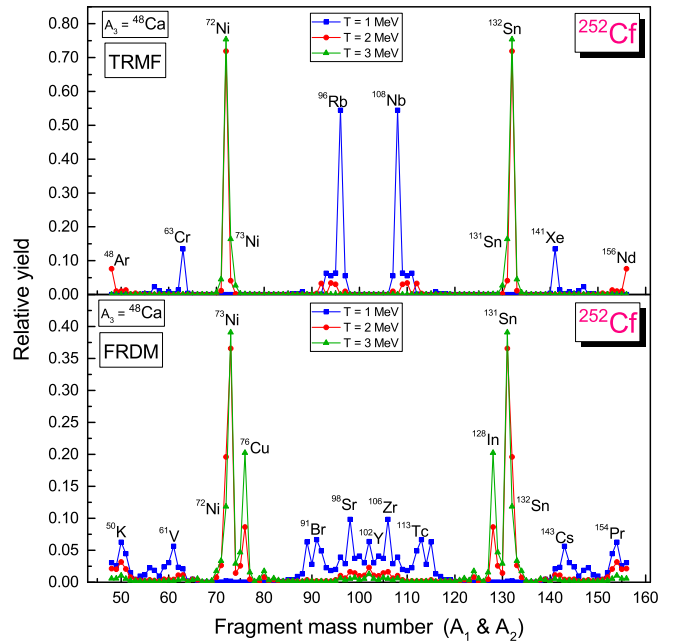 A₃ = ⁴⁸Ca
TRMF
⁷²Ni
T = 1 MeV
T = 2 MeV
T = 3 MeV
¹³²Sn
²⁵²Cf
⁹⁶Rb
¹⁰⁸Nb
⁴⁸Ar
⁶³Cr
⁷³Ni
¹³¹Sn
¹⁴¹Xe
¹⁵⁶Nd
0.80
0.70
0.60
0.50
0.40
0.30
0.20
0.10
0.00
Relative yield
A₃ = ⁴⁸Ca
FRDM
⁷³Ni
T = 1 MeV
T = 2 MeV
T = 3 MeV
¹³¹Sn
²⁵²Cf
⁷⁶Cu
¹²⁸In
⁵⁰K
⁶¹V
⁷²Ni
⁹¹Br
⁹⁸Sr
¹⁰²Y
¹⁰⁶Zr
¹¹³Tc
¹³²Sn
¹⁴³Cs
¹⁵⁴Pr
0.40
0.35
0.30
0.25
0.20
0.15
0.10
0.05
0.00
50 60 70 80 90 100 110 120 130 140 150 160
Fragment mass number (A₁ & A₂)